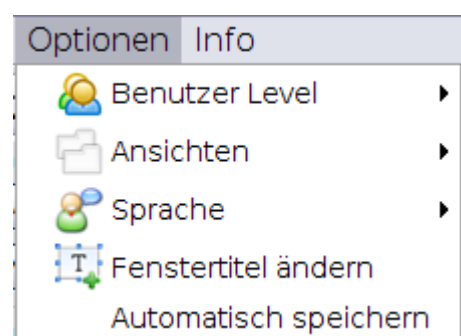 Optionen Info
Benutzer Level
Ansichten
Sprache
T Fenstertitel ändern
Automatisch speichern